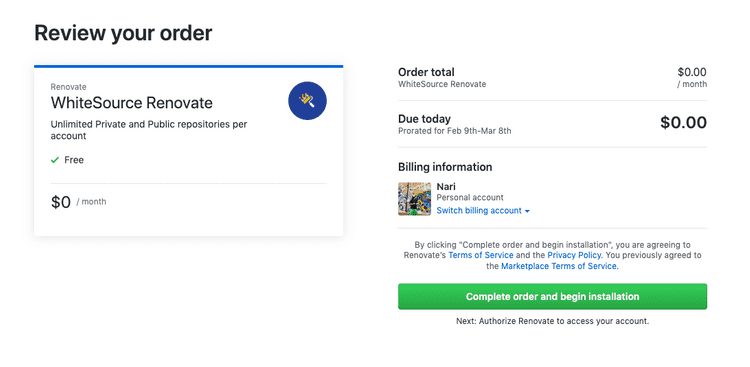 Review your order
Renovate
WhiteSource Renovate
Unlimited Private and Public repositories per
account
Free
$0 / month
Order total
$0.00
WhiteSource Renovate
/ month
Due today
$0.00
Prorated for Feb 9th-Mar 8th
Billing information
Nari
Personal account
Switch billing account
By clicking "Complete order and begin installation", you are agreeing to
Renovate's Terms of Service and the Privacy Policy. You previously agreed to
the Marketplace Terms of Service.
Complete order and begin installation
Next: Authorize Renovate to access your account.